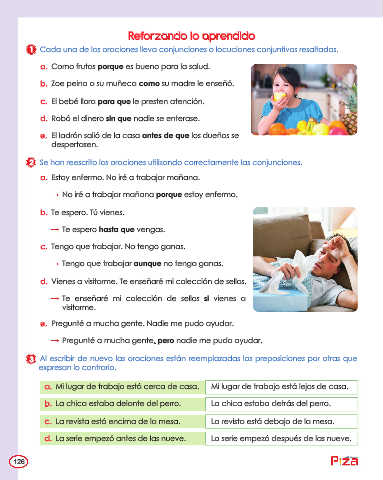 Reforzando lo aprendido
1 Cada una de las oraciones lleva conjunciones o locuciones conjuntivas resaltadas.
a. Como frutas porque es bueno para la salud.
b. Zoe peina a su muñeca como su madre le enseñó.
c. El bebé llora para que le presten atención.
d. Robó el dinero sin que nadie se enterase.
e. El ladrón salió de la casa antes de que los dueños se
despertasen.
2 Se han reescrito las oraciones utilizando correctamente las conjunciones.
a. Estoy enfermo. No iré a trabajar mañana.
→ No iré a trabajar mañana porque estoy enfermo.
b. Te espero. Tú vienes.
→ Te espero hasta que vengas.
c. Tengo que trabajar. No tengo ganas.
→ Tengo que trabajar aunque no tengo ganas.
d. Vienes a visitarme. Te enseñaré mi colección de sellos.
→ Te enseñaré mi colección de sellos si vienes a
visitarme.
e. Pregunté a mucha gente. Nadie me pudo ayudar.
→ Pregunté a mucha gente, pero nadie me pudo ayudar.
3 Al escribir de nuevo las oraciones están reemplazadas las preposiciones por otras que
expresan lo contrario.
a. Mi lugar de trabajo está cerca de casa. Mi lugar de trabajo está lejos de casa.
b. La chica estaba delante del perro. La chica estaba detrás del perro.
c. La revista está encima de la mesa. La revista está debajo de la mesa.
d. La serie empezó antes de las nueve. La serie empezó después de las nueve.
126